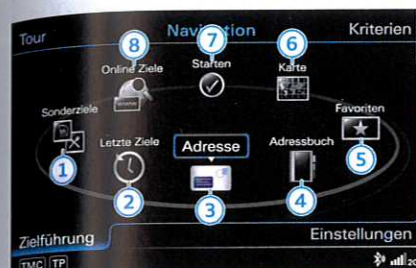 Tour Navigation Kriterien
8 7 6
Online Ziele Starten Karte
Sonderziele Favoriten
Letzte Ziele Adresse Adressbuch
1 5
2 3 4
Zielführung Einstellungen
TMC TP